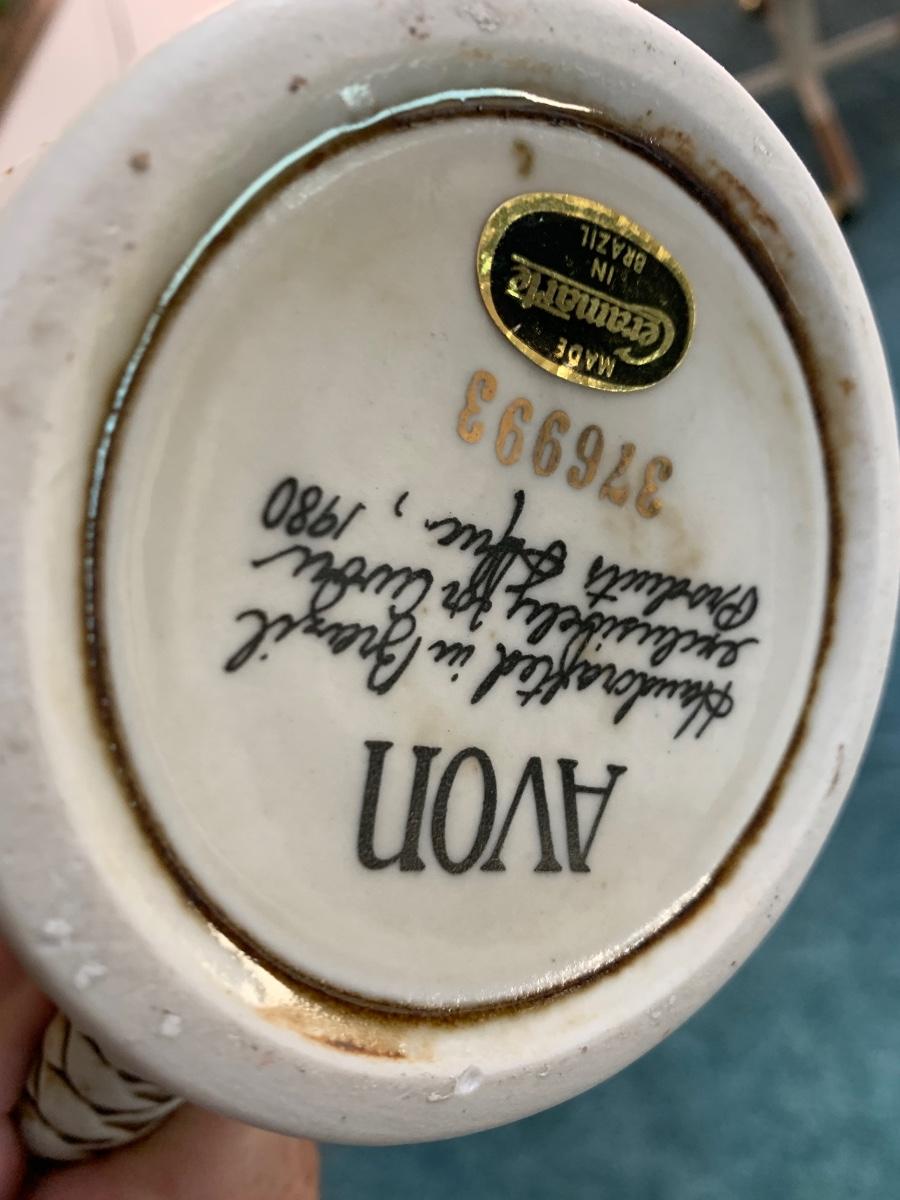 AVON
Handcrafted in Brazil
exclusively for Avon
Products Inc., 1980
376993
MADE
Ceramarte
IN
BRAZIL